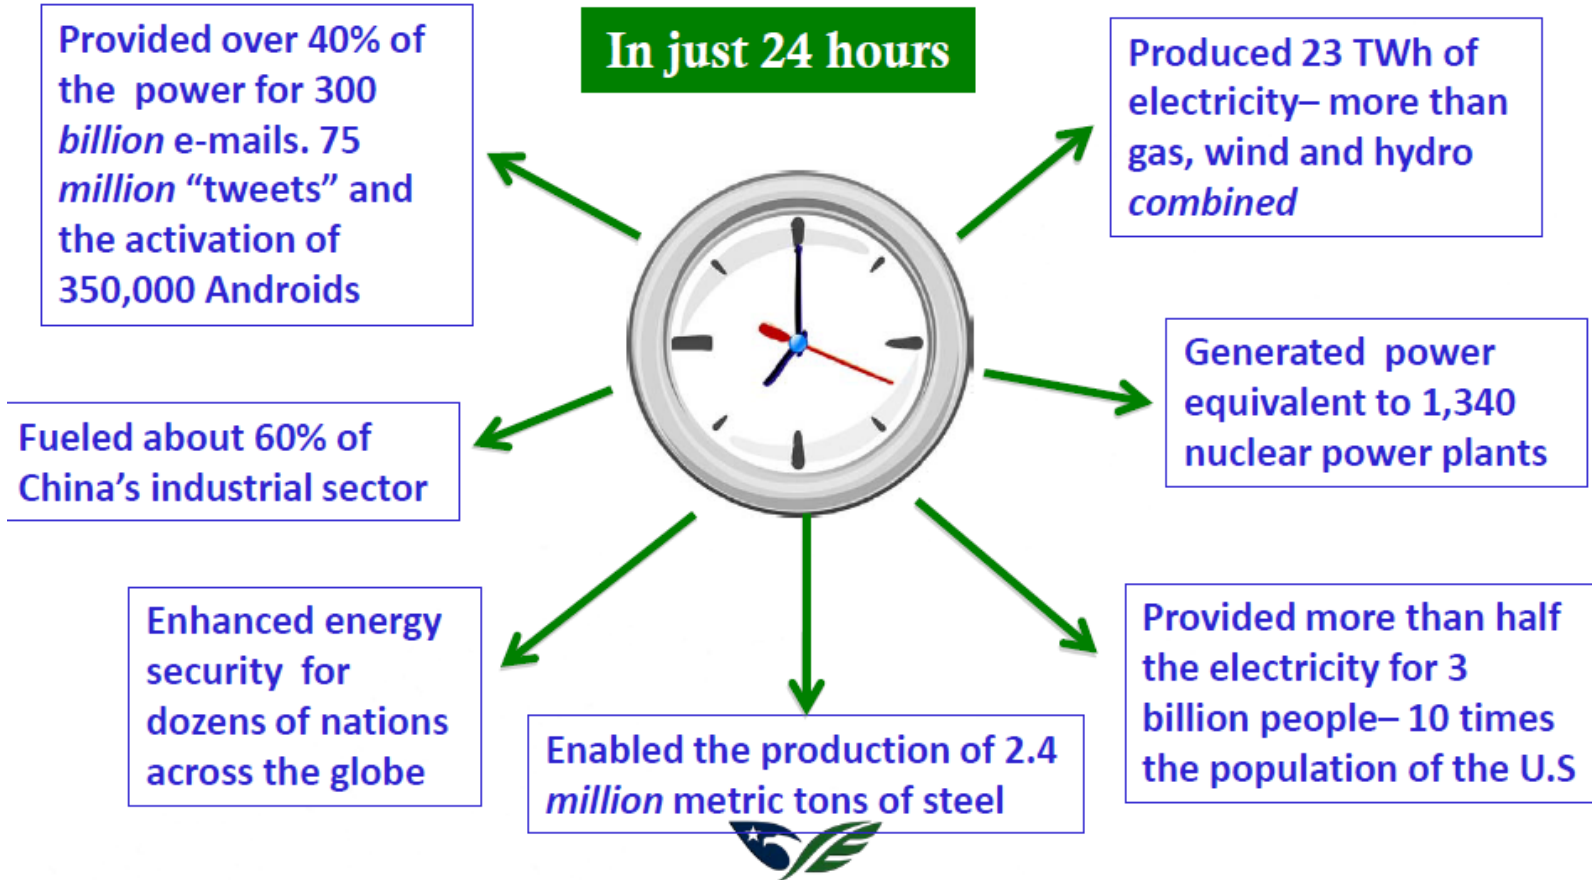 In just 24 hours
Provided over 40% of
the power for 300
billion e-mails. 75
million “tweets” and
the activation of
350,000 Androids
Produced 23 TWh of
electricity– more than
gas, wind and hydro
combined
Fueled about 60% of
China’s industrial sector
Generated power
equivalent to 1,340
nuclear power plants
Enhanced energy
security for
dozens of nations
across the globe
Enabled the production of 2.4
million metric tons of steel
Provided more than half
the electricity for 3
billion people– 10 times
the population of the U.S